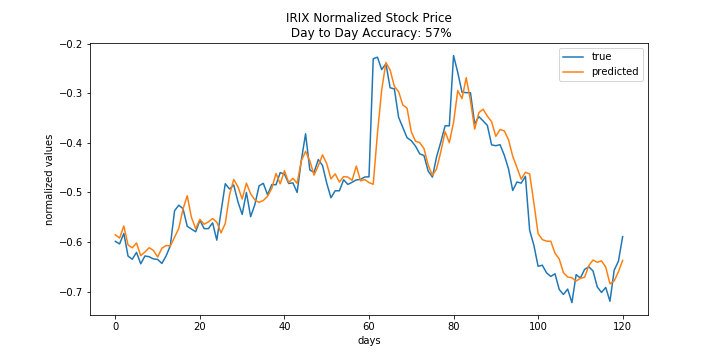 IRIX Normalized Stock Price
Day to Day Accuracy: 57%
true
predicted
normalized values
−0.2
−0.3
−0.4
−0.5
−0.6
−0.7
0
20
40
60
80
100
120
days